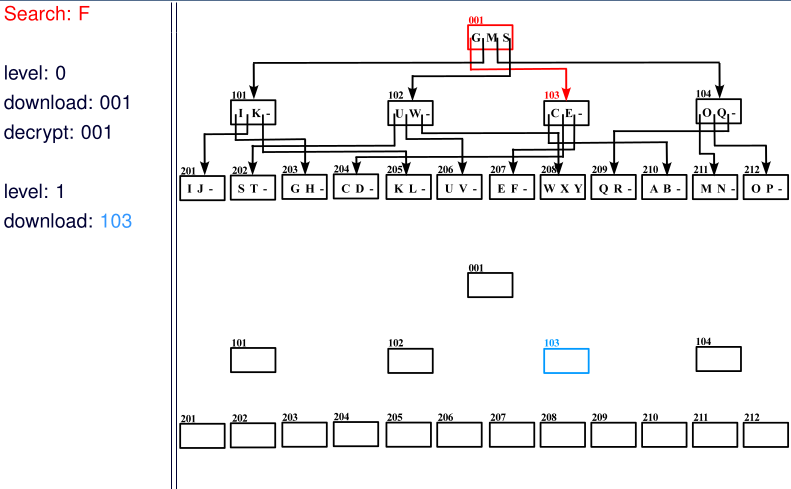 Search: F
level: 0
download: 001
decrypt: 001
level: 1
download: 103
001
G M S
101 102 103 104
I K - U W - C E - O Q -
201 202 203 204 205 206 207 208 209 210 211 212
I J - S T - G H - C D - K L - U V - E F - W X Y Q R - A B - M N - O P -
001
101 102 103 104
201 202 203 204 205 206 207 208 209 210 211 212